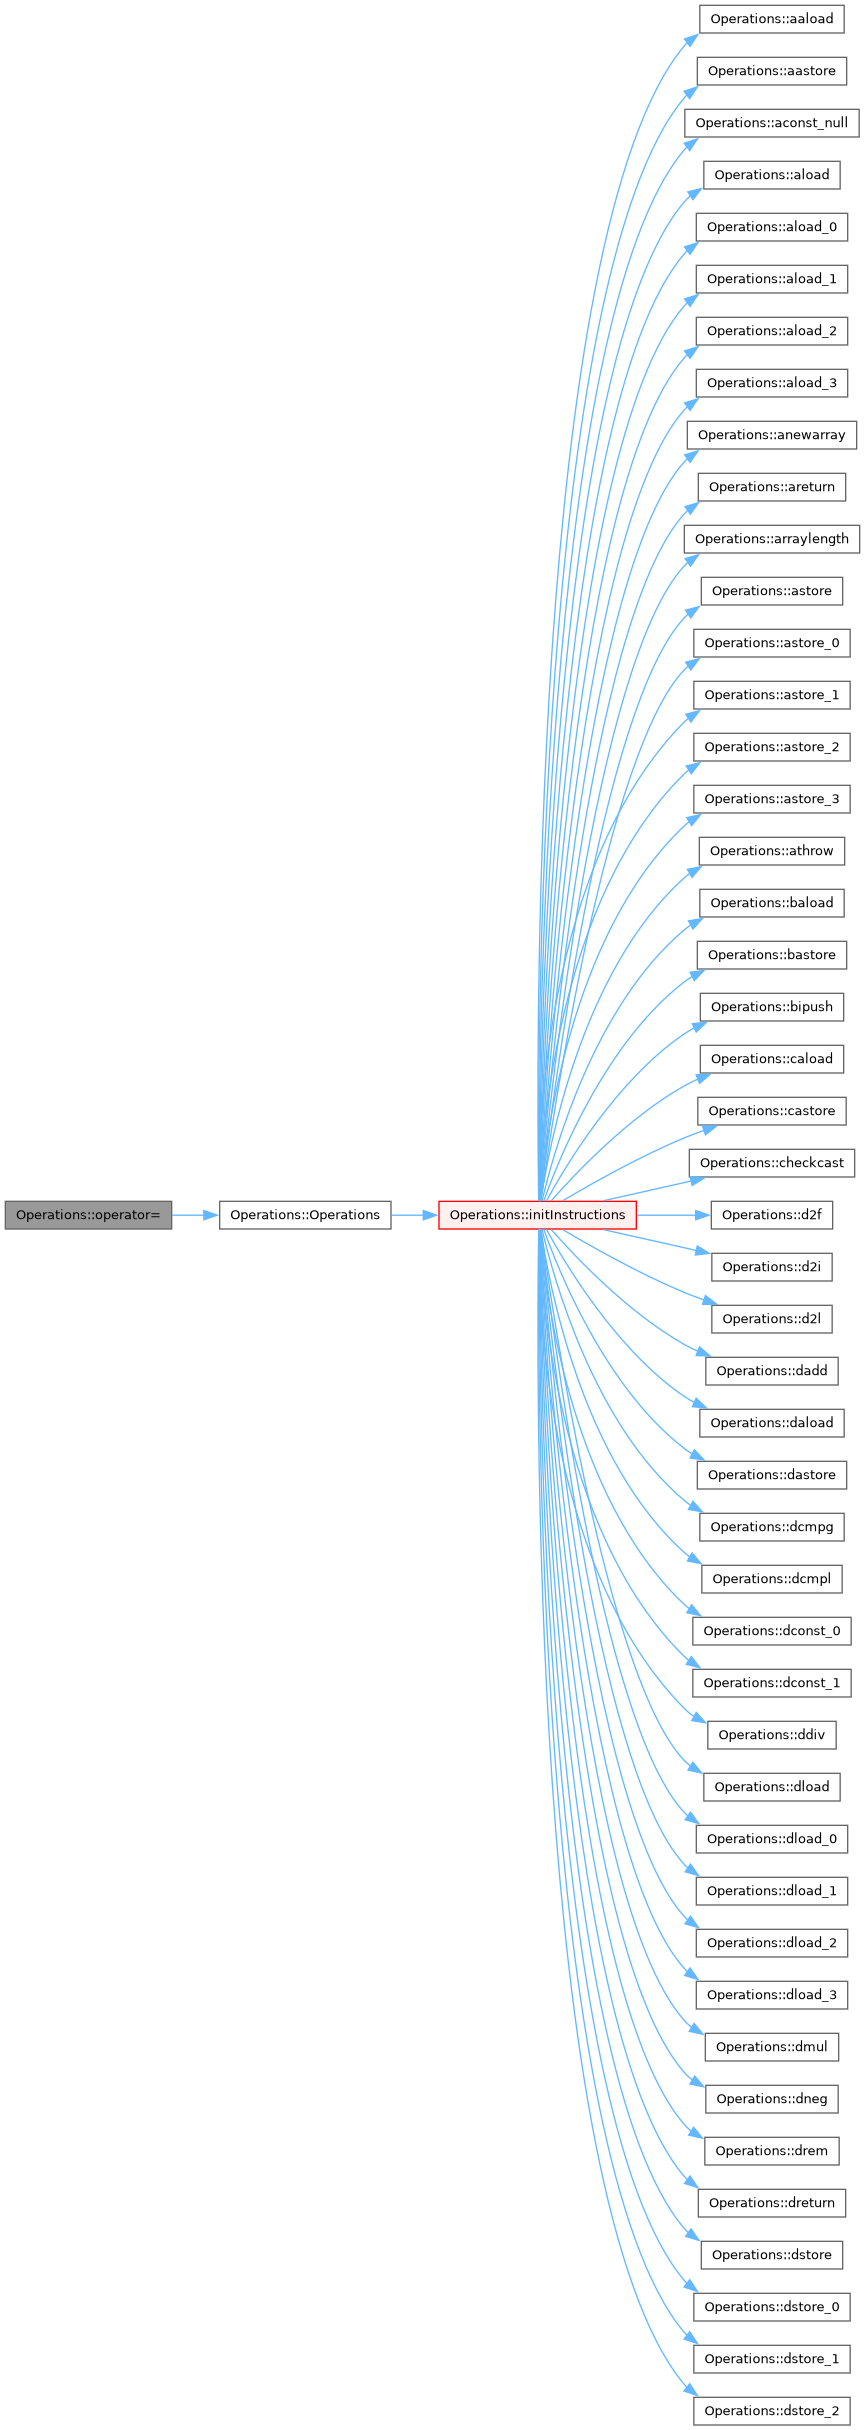 Operations::aaload
Operations::aastore
Operations::aconst_null
Operations::aload
Operations::aload_0
Operations::aload_1
Operations::aload_2
Operations::aload_3
Operations::anewarray
Operations::areturn
Operations::arraylength
Operations::astore
Operations::astore_0
Operations::astore_1
Operations::astore_2
Operations::astore_3
Operations::athrow
Operations::baload
Operations::bastore
Operations::bipush
Operations::caload
Operations::castore
Operations::checkcast
Operations::operator=
Operations::Operations
Operations::initInstructions
Operations::d2f
Operations::d2i
Operations::d2l
Operations::dadd
Operations::daload
Operations::dastore
Operations::dcmpg
Operations::dcmpl
Operations::dconst_0
Operations::dconst_1
Operations::ddiv
Operations::dload
Operations::dload_0
Operations::dload_1
Operations::dload_2
Operations::dload_3
Operations::dmul
Operations::dneg
Operations::drem
Operations::dreturn
Operations::dstore
Operations::dstore_0
Operations::dstore_1
Operations::dstore_2